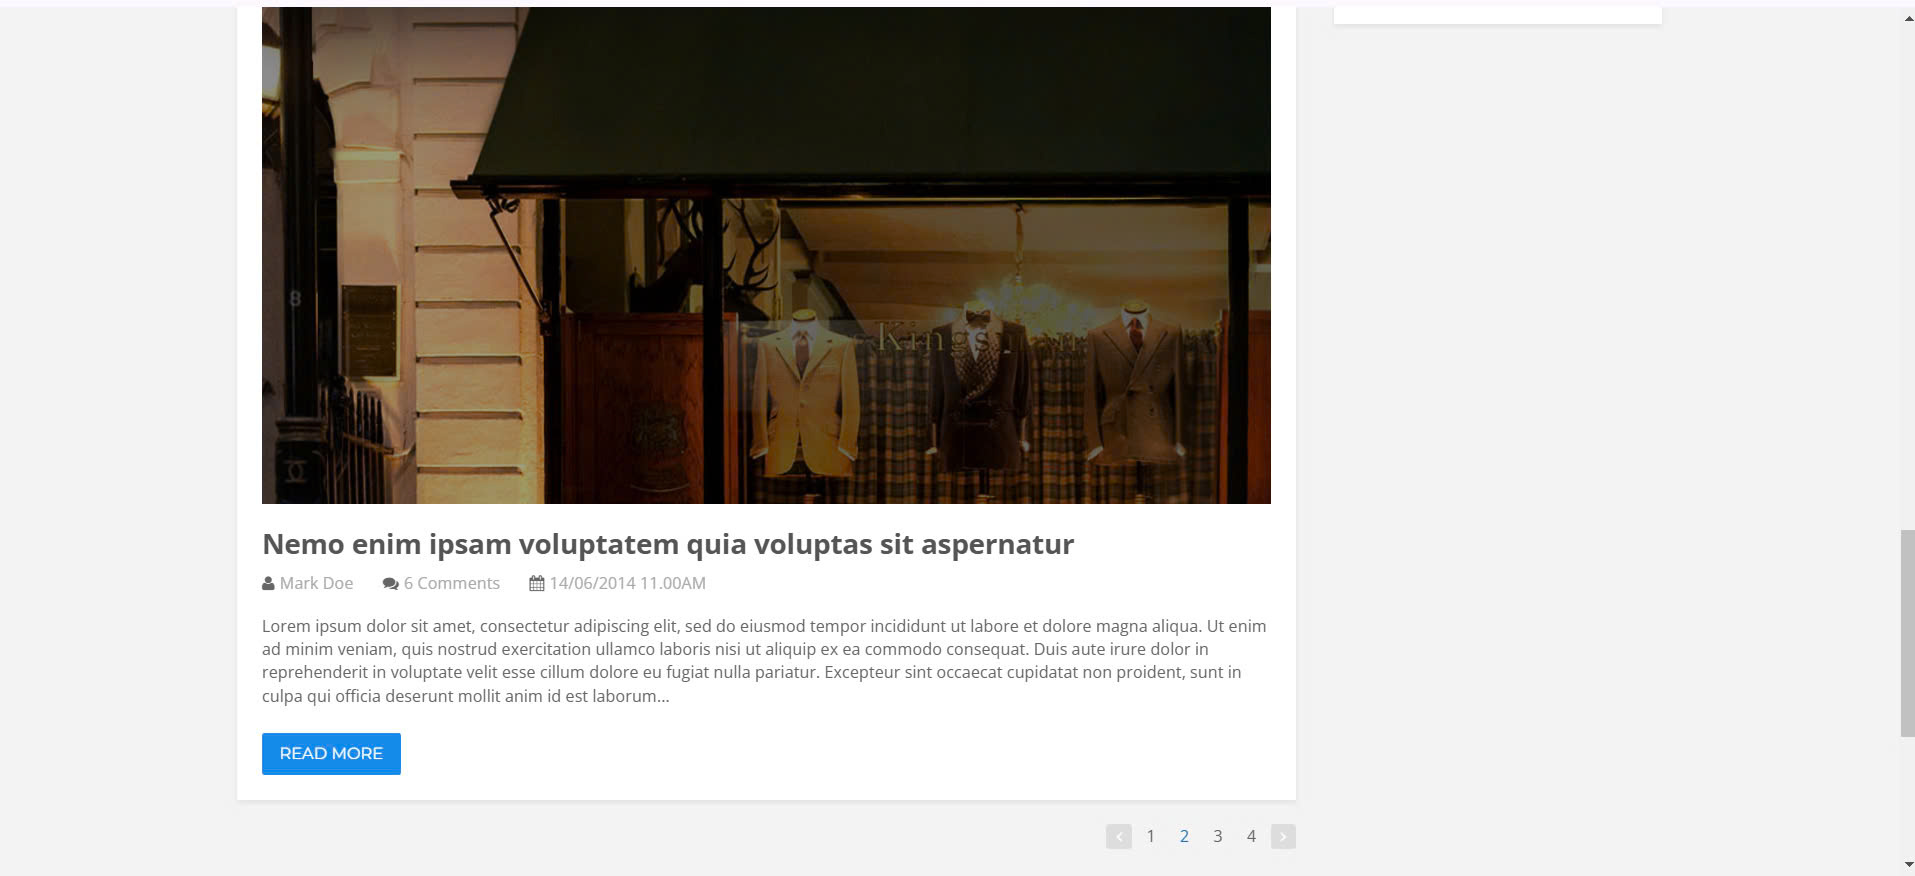 8
Kingsman
Nemo enim ipsam voluptatem quia voluptas sit aspernatur
Mark Doe 6 Comments 14/06/2014 11.00AM
Lorem ipsum dolor sit amet, consectetur adipiscing elit, sed do eiusmod tempor incididunt ut labore et dolore magna aliqua. Ut enim
ad minim veniam, quis nostrud exercitation ullamco laboris nisi ut aliquip ex ea commodo consequat. Duis aute irure dolor in
reprehenderit in voluptate velit esse cillum dolore eu fugiat nulla pariatur. Excepteur sint occaecat cupidatat non proident, sunt in
culpa qui officia deserunt mollit anim id est laborum...
READ MORE
1 2 3 4